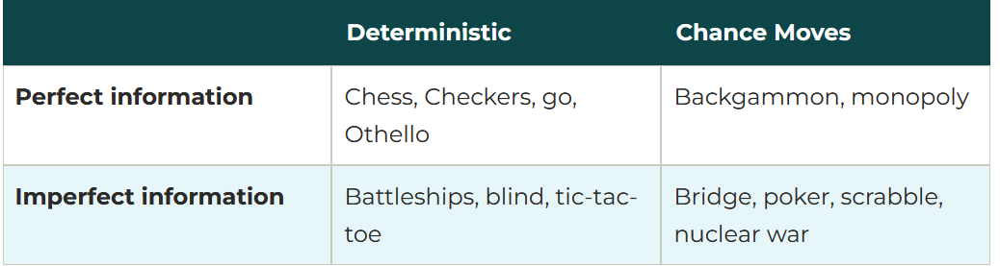 Deterministic Chance Moves
Perfect information Chess, Checkers, go, Backgammon, monopoly
Othello
Imperfect information Battleships, blind, tic-tac- Bridge, poker, scrabble,
toe nuclear war